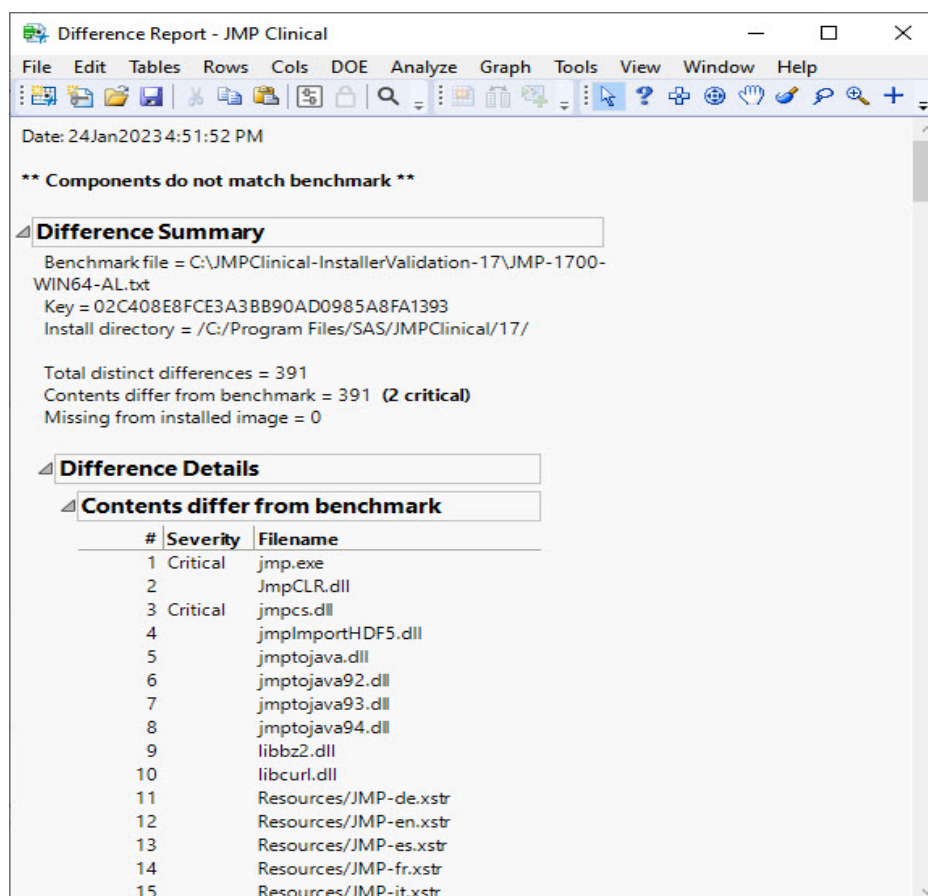 Difference Report - JMP Clinical
File Edit Tables Rows Cols DOE Analyze Graph Tools View Window Help
Date: 24Jan2023 4:51:52 PM
** Components do not match benchmark **
Difference Summary
Benchmark file = C:\JMPClinical-InstallerValidation-17\JMP-1700-
WIN64-AL.txt
Key = 02C408E8FCE3A3BB90AD0985A8FA1393
Install directory = /C:/Program Files/SAS/JMPClinical/17/
Total distinct differences = 391
Contents differ from benchmark = 391 (2 critical)
Missing from installed image = 0
Difference Details
Contents differ from benchmark
# Severity Filename
1 Critical jmp.exe
2 JmpCLR.dll
3 Critical jmpcs.dll
4 jmpImportHDF5.dll
5 jmptojava.dll
6 jmptojava92.dll
7 jmptojava93.dll
8 jmptojava94.dll
9 libbz2.dll
10 libcurl.dll
11 Resources/JMP-de.xstr
12 Resources/JMP-en.xstr
13 Resources/JMP-es.xstr
14 Resources/JMP-fr.xstr
15 Resources/JMP-it.xstr